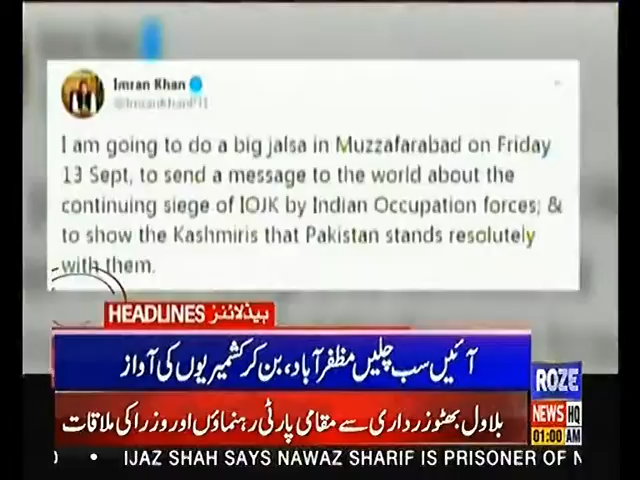 Imran Khan
@ImranKhanPTI
I am going to do a big jalsa in Muzzafarabad on Friday
13 Sept, to send a message to the world about the
continuing siege of IOJK by Indian Occupation forces; &
to show the Kashmiris that Pakistan stands resolutely
with them.
HEADLINES ہیڈلائنز
آئیں سب چلیں مظفر آباد، بن کر کشمیریوں کی آواز
بلاول بھٹو زرداری سے مقامی پارٹی رہنماؤں اور وزرا کی ملاقات
ROZE
NEWS HQ
01:00 AM
IJAZ SHAH SAYS NAWAZ SHARIF IS PRISONER OF